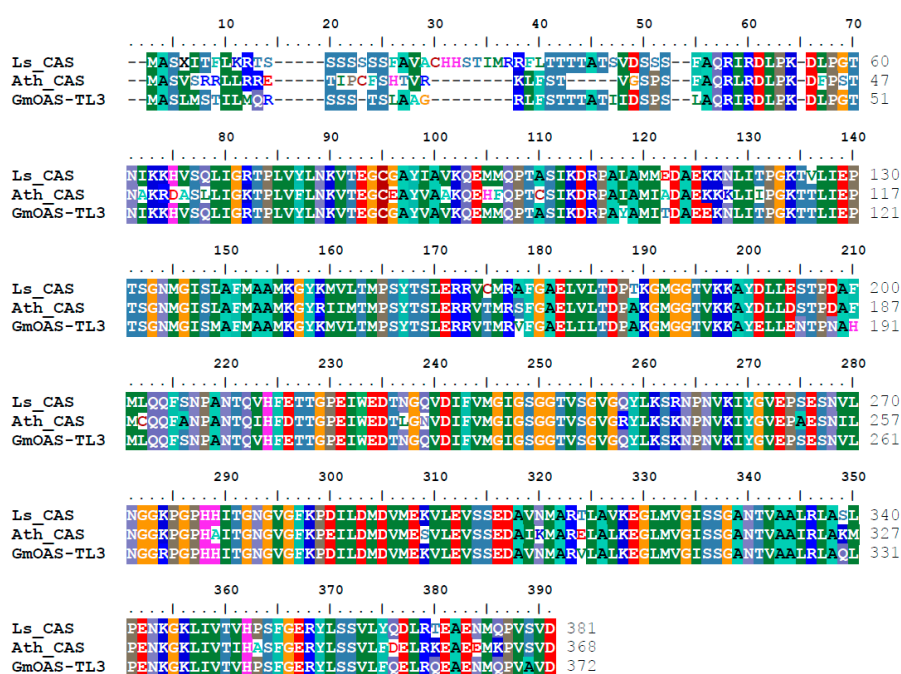 10 20 30 40 50 60 70
Ls_CAS --MASXITFLKRTS-----SSSSSSFAVACHHSTIMRRFLTTTTATSVDSSS--FAQRIRDLPK-DLPGT 60
Ath_CAS --MASVSRRLLRRE-----TIPCFSHTVR--------KLFST-----VGSPS--FAQRLRDLPK-DFPST 47
GmOAS-TL3 --MASLMSTILMQR-----SSS-TSLAAG--------RLFSTTTATIIDSPS--LAQRIRDLPK-DLPGT 51
80 90 100 110 120 130 140
Ls_CAS NIKKHVSQLIGRTPLVYLNKVTEGCGAYIAVKQEMMQPTASIKDRPALAMMEDAEKKNLITPGKTVLIEP 130
Ath_CAS NAKRDASLLIGKTPLVFLNKVTEGCEAYVAAKQEHFQPTCSIKDRPAIAMIADAEKKKLIIPGKTTLIEP 117
GmOAS-TL3 NIKKHVSQLIGRTPLVYLNKVTEGCGAYVAVKQEMMQPTASIKDRPAYAMITDAEEKNLITPGKTTLIEP 121
150 160 170 180 190 200 210
Ls_CAS TSGNMGISLAFMAAMKGYKMVLTMPSYTSLERRVCMRAFGAELVLTDPTKGMGGTVKKAYDLLESTPDAF 200
Ath_CAS TSGNMGISLAFMAAMKGYKIIMTMPSYTSLERRVTMRSFGAELVLTDPAKGMGGTVKKAYDLLDSTPDAF 187
GmOAS-TL3 TSGNMGISMAFMAAMKGYKMVLTMPSYTSLERRVTMRVFGAELILTDPAKGMGGTVKKAYELLENTPNAH 191
220 230 240 250 260 270 280
Ls_CAS MLQQFSNPANTQVHFETTGPEIWEDTNGQVDIFVMGIGSGGTVSGVGQYLKSKNPNVKIYGVEPSESNVL 270
Ath_CAS MCQQFANPANTQIHFDTTGPEIWEDTLGNVDIFVMGIGSGGTVSGVGRYLKSKNPNVKIYGVEPAESNIL 257
GmOAS-TL3 MLQQFSNPANTQVHFETTGPEIWEDTNGQVDIFVMGIGSGGTVSGVGQYLKSKNPNVKIYGVEPSESNVL 261
290 300 310 320 330 340 350
Ls_CAS NGGKPGPHHITGNGVGFKPDILDMDVMEKVLEVSSEDAVNMARTLAVKEGLMVGISSGANTVAALRLASL 340
Ath_CAS NGGKPGPHAITGNGVGFKPEILDMDVMESVLEVSSEDAIKMARELALKEGLMVGISSGANTVAAIRLAKM 327
GmOAS-TL3 NGGRPGPHHITGNGVGFKPDILDMDVMEKVLEVSSEDAVNMARVLALKEGLMVGISSGANTVAALRLAQL 331
360 370 380 390
Ls_CAS PENKGKLIVTVHPSFGERYLSSVLYQDLRTEAENMQPVSVD 381
Ath_CAS PENKGKLIVTIHASFGERYLSSVLFDELRKEAEEMKPVSVD 368
GmOAS-TL3 PENKGKLIVTVHPSFGERYLSSVLFQELRQEAENMQPVAVD 372